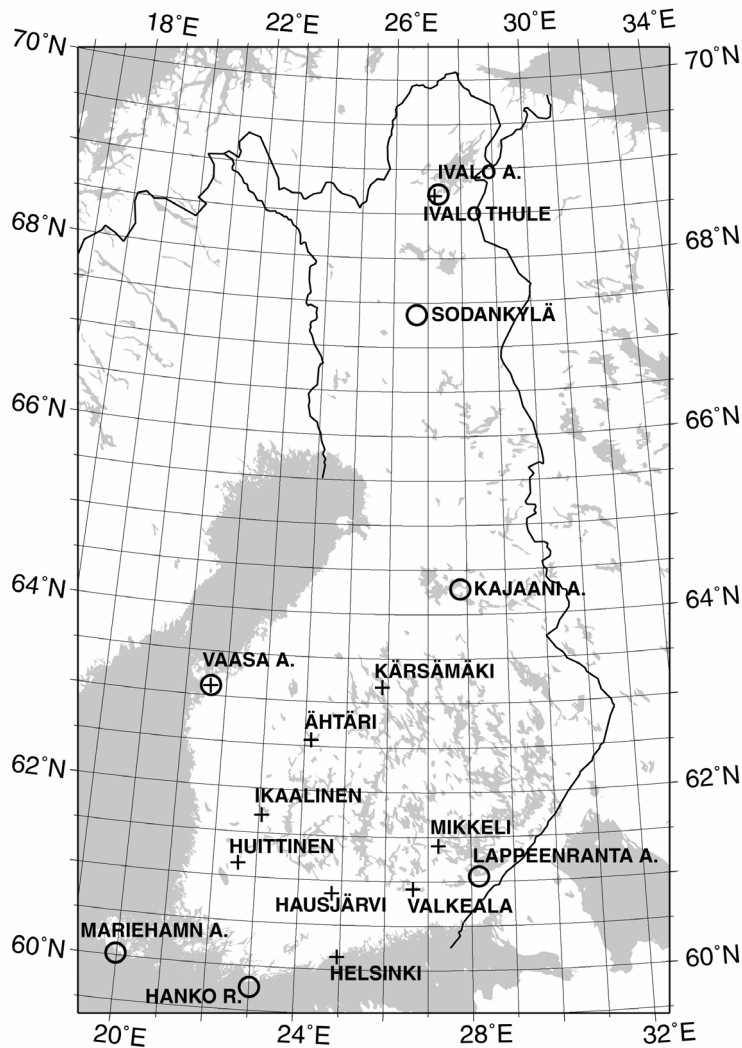 18°E 22°E 26°E 30°E 34°E
70°N 70°N
IVALO A.
IVALO THULE
68°N 68°N
SODANKYLÄ
66°N 66°N
64°N KAJAANI A. 64°N
VAASA A.
KÄRSÄMÄKI
ÄHTÄRI
62°N 62°N
IKAALINEN
MIKKELI
HUITTINEN
LAPPEENRANTA A.
HAUSJÄRVI VALKEALA
MARIEHAMN A.
60°N 60°N
HELSINKI
HANKO R.
20°E 24°E 28°E 32°E